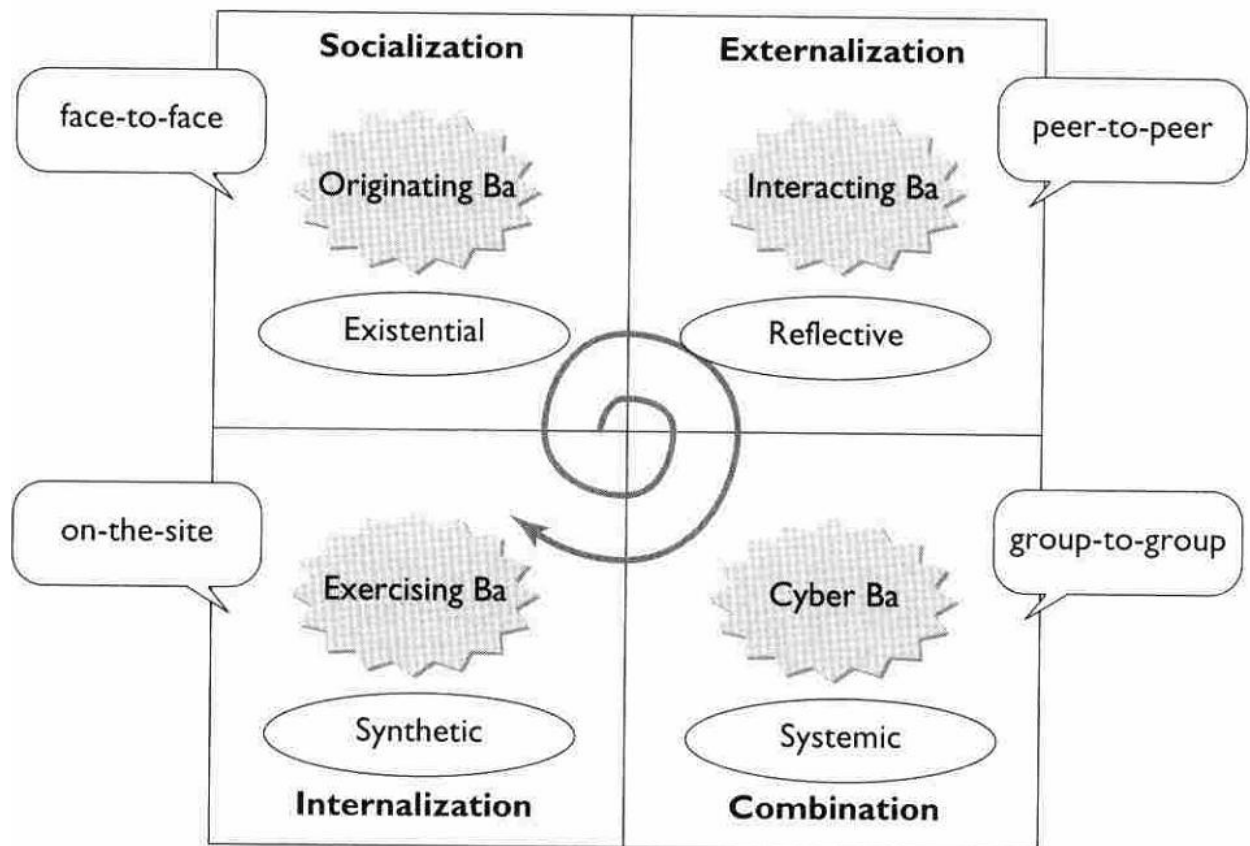 Socialization
Externalization
face-to-face
peer-to-peer
Originating Ba
Interacting Ba
Existential
Reflective
on-the-site
group-to-group
Exercising Ba
Cyber Ba
Synthetic
Systemic
Internalization
Combination